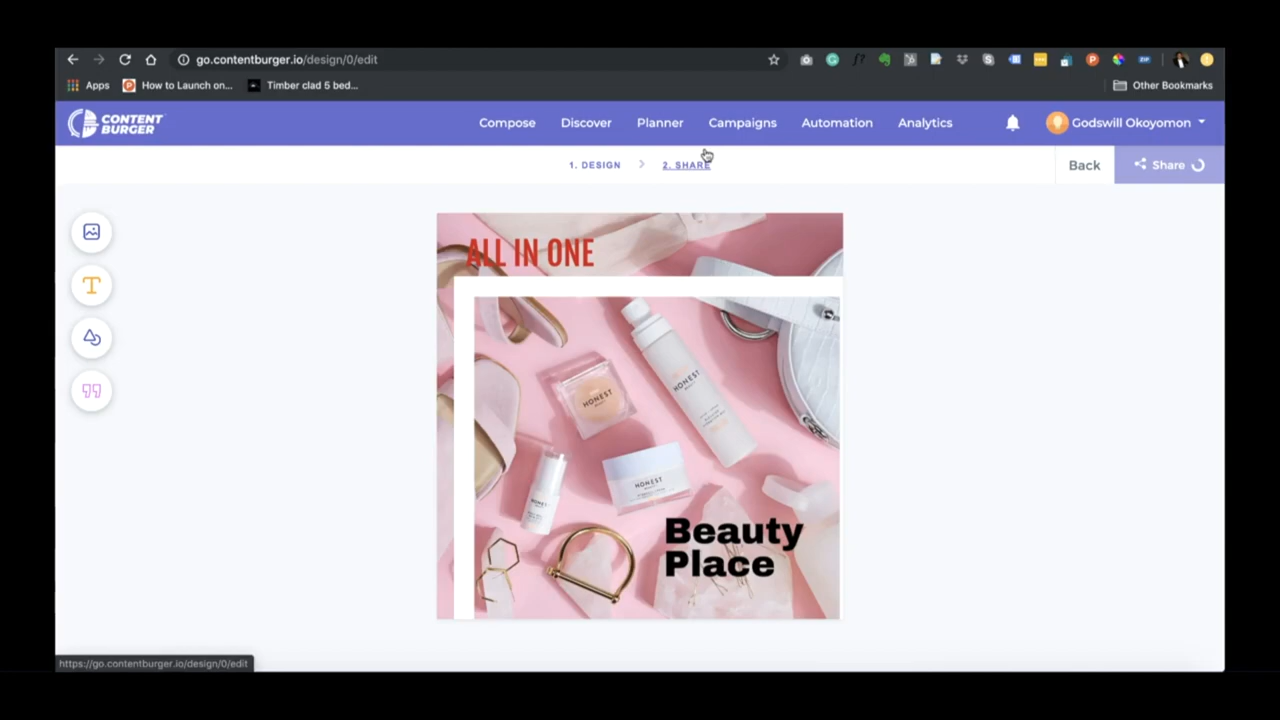 go.contentburger.io/design/0/edit
Apps
How to Launch on...
Timber clad 5 bed...
Other Bookmarks
CONTENT
BURGER
Compose
Discover
Planner
Campaigns
Automation
Analytics
Godswill Okoyomon
1. DESIGN
2. SHARE
Back
Share
ALL IN ONE
HONEST
HONEST
BEAUTY
HONEST
HONEST
Beauty
Place
https://go.contentburger.io/design/0/edit